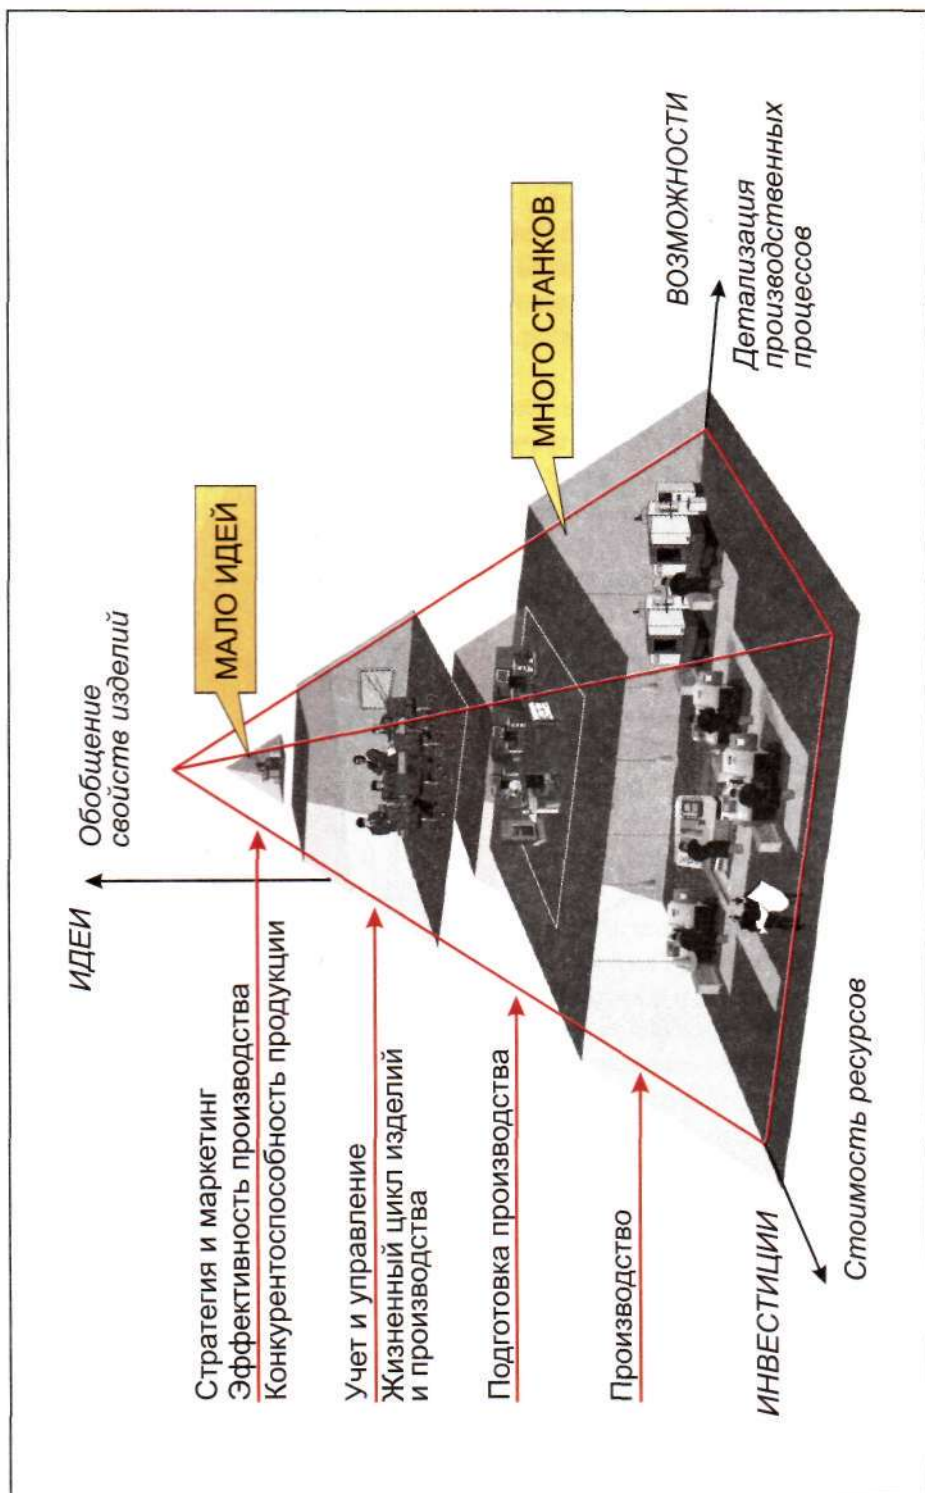 ИДЕИ
Обобщение
свойств изделий
МАЛО ИДЕЙ
Стратегия и маркетинг
Эффективность производства
Конкурентоспособность продукции
Учет и управление
Жизненный цикл изделий
и производства
Подготовка производства
МНОГО СТАНКОВ
Производство
ВОЗМОЖНОСТИ
Детализация
производственных
процессов
ИНВЕСТИЦИИ
Стоимость ресурсов